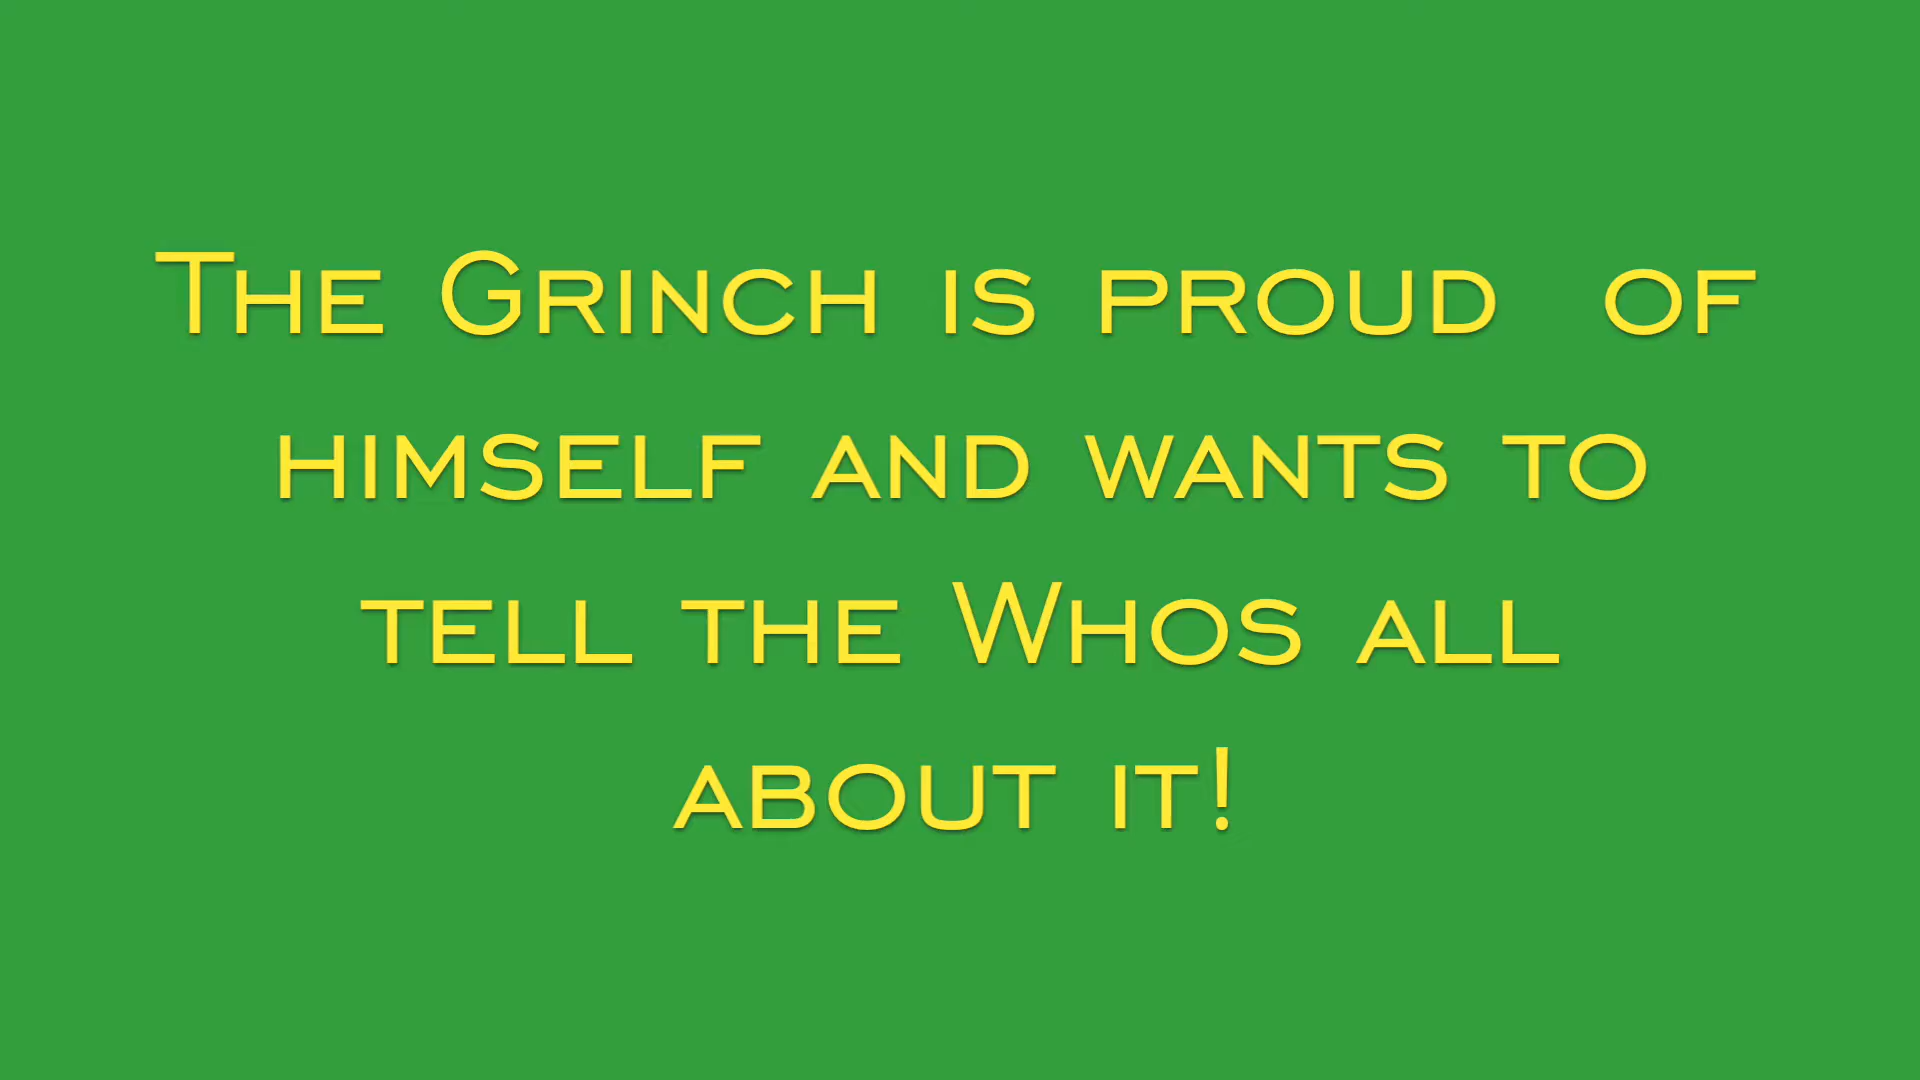 The Grinch is proud  of
himself and wants to
tell the Whos all
about it!